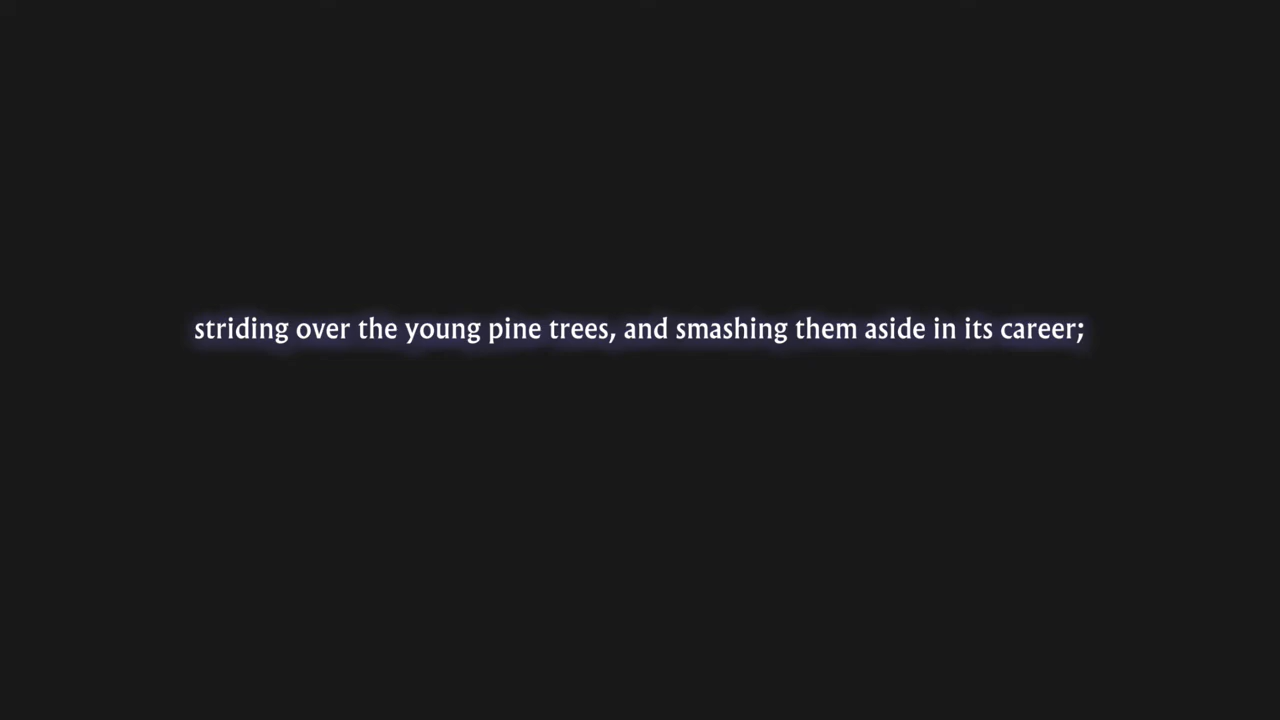 striding over the young pine trees, and smashing them aside in its career;